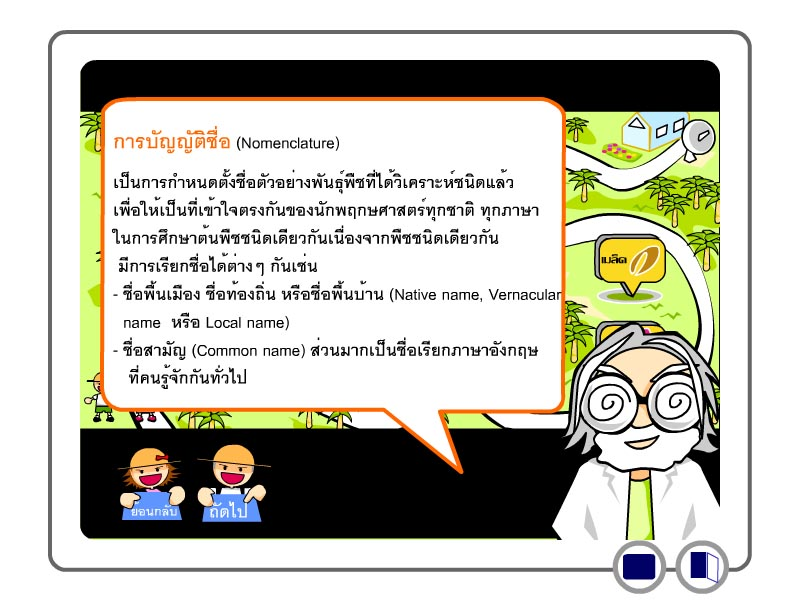 การบัญญัติชื่อ (Nomenclature)
เป็นการกำหนดตั้งชื่อตัวอย่างพันธุ์พืชที่ได้วิเคราะห์ชนิดแล้ว
เพื่อให้เป็นที่เข้าใจตรงกันของนักพฤกษศาสตร์ทุกชาติ ทุกภาษา
ในการศึกษาต้นพืชชนิดเดียวกันเนื่องจากพืชชนิดเดียวกัน
มีการเรียกชื่อได้ต่างๆ กันเช่น
- ชื่อพื้นเมือง ชื่อท้องถิ่น หรือชื่อพื้นบ้าน (Native name, Vernacular
name หรือ Local name)
- ชื่อสามัญ (Common name) ส่วนมากเป็นชื่อเรียกภาษาอังกฤษ
ที่คนรู้จักกันทั่วไป
เมล็ด
ย้อนกลับ
ถัดไป